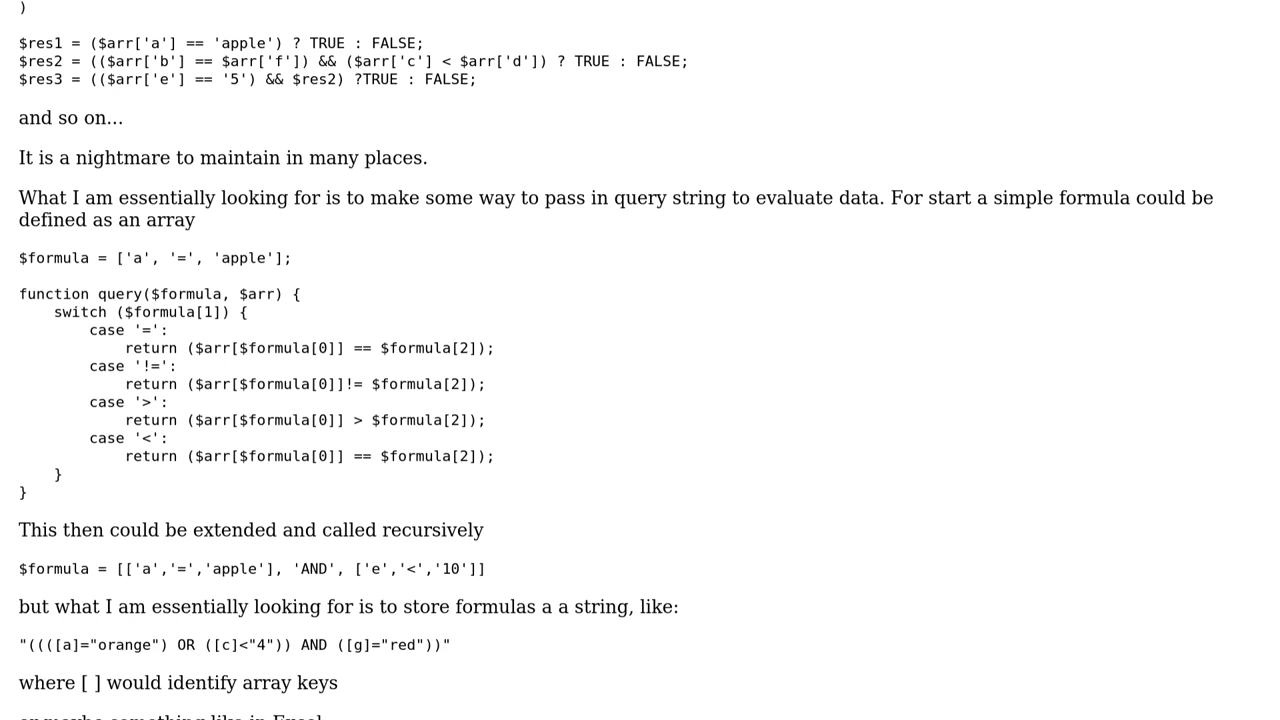 )
$res1 = ($arr['a'] == 'apple') ? TRUE : FALSE;
$res2 = (($arr['b'] == $arr['f']) && ($arr['c'] < $arr['d']) ? TRUE : FALSE;
$res3 = (($arr['e'] == '5') && $res2) ?TRUE : FALSE;
and so on...
It is a nightmare to maintain in many places.
What I am essentially looking for is to make some way to pass in query string to evaluate data. For start a simple formula could be
defined as an array
$formula = ['a', '=', 'apple'];
function query($formula, $arr) {
    switch ($formula[1]) {
        case '=':
            return ($arr[$formula[0]] == $formula[2]);
        case '!=':
            return ($arr[$formula[0]]!= $formula[2]);
        case '>':
            return ($arr[$formula[0]] > $formula[2]);
        case '<':
            return ($arr[$formula[0]] == $formula[2]);
    }
}
This then could be extended and called recursively
$formula = [['a','=','apple'], 'AND', ['e','<','10']]
but what I am essentially looking for is to store formulas a a string, like:
"((([a]="orange") OR ([c]<"4")) AND ([g]="red"))"
where [ ] would identify array keys
or maybe something like in Excel